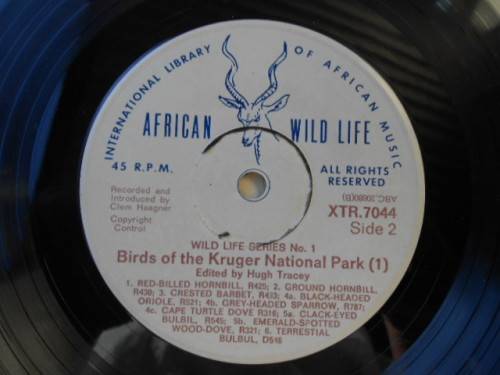 INTERNATIONAL LIBRARY OF AFRICAN MUSIC
AFRICAN WILD LIFE
45 R.P.M.
ALL RIGHTS
RESERVED
Recorded and
Introduced by
Clem Haagner
Copyright
Control
XTR.7044
Side 2
WILD LIFE SERIES No. 1
Birds of the Kruger National Park (1)
Edited by Hugh Tracey
1. RED-BILLED HORNBILL, R425; 2. GROUND HORNBILL,
R430; 3. CRESTED BARBET, R433; 4a. BLACK-HEADED
ORIOLE, R521; 4b. GREY-HEADED SPARROW, R787;
4c. CAPE TURTLE DOVE R316; 5a. CLACK-EYED
BULBIL, R545; 5b. EMERALD-SPOTTED
WOOD-DOVE, R321; 6. TERRESTIAL
BULBUL, D516